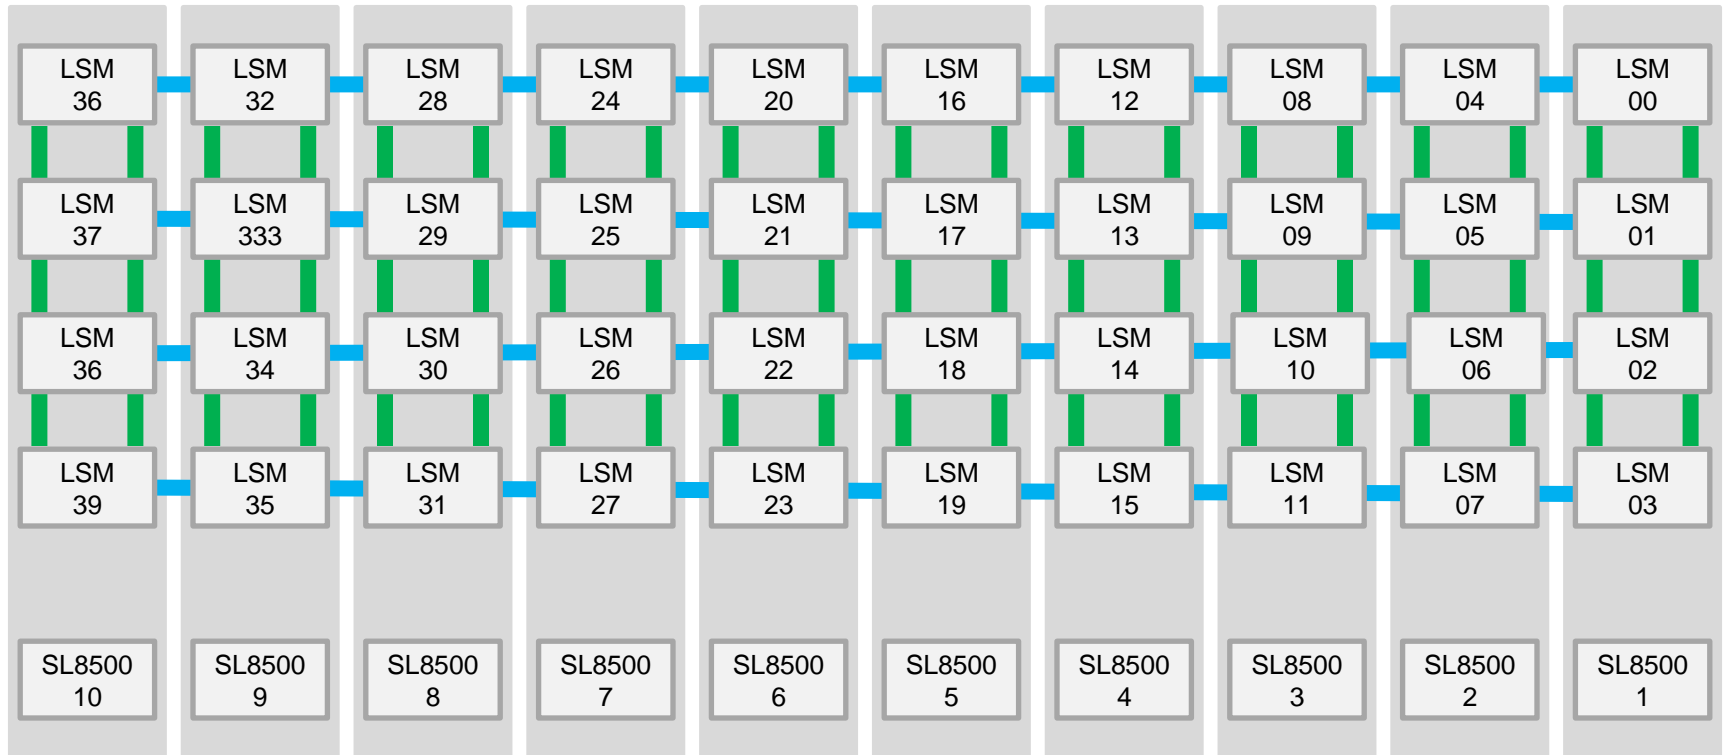 LSM
36
LSM
32
LSM
28
LSM
24
LSM
20
LSM
16
LSM
12
LSM
08
LSM
04
LSM
00
LSM
37
LSM
333
LSM
29
LSM
25
LSM
21
LSM
17
LSM
13
LSM
09
LSM
05
LSM
01
LSM
36
LSM
34
LSM
30
LSM
26
LSM
22
LSM
18
LSM
14
LSM
10
LSM
06
LSM
02
LSM
39
LSM
35
LSM
31
LSM
27
LSM
23
LSM
19
LSM
15
LSM
11
LSM
07
LSM
03
SL8500
10
SL8500
9
SL8500
8
SL8500
7
SL8500
6
SL8500
5
SL8500
4
SL8500
3
SL8500
2
SL8500
1